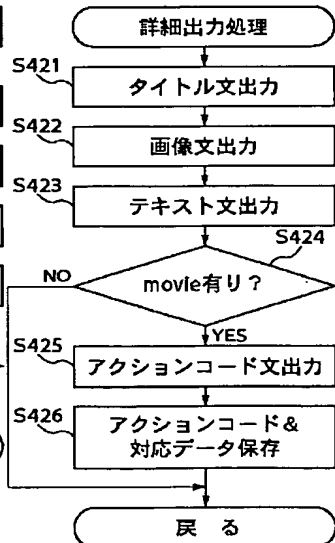 詳細出力処理
S421
タイトル文出力
S422
画像文出力
S423
テキスト文出力
S424
NO
movie有り？
YES
S425
アクションコード文出力
S426
アクションコード＆
対応データ保存
戻 る